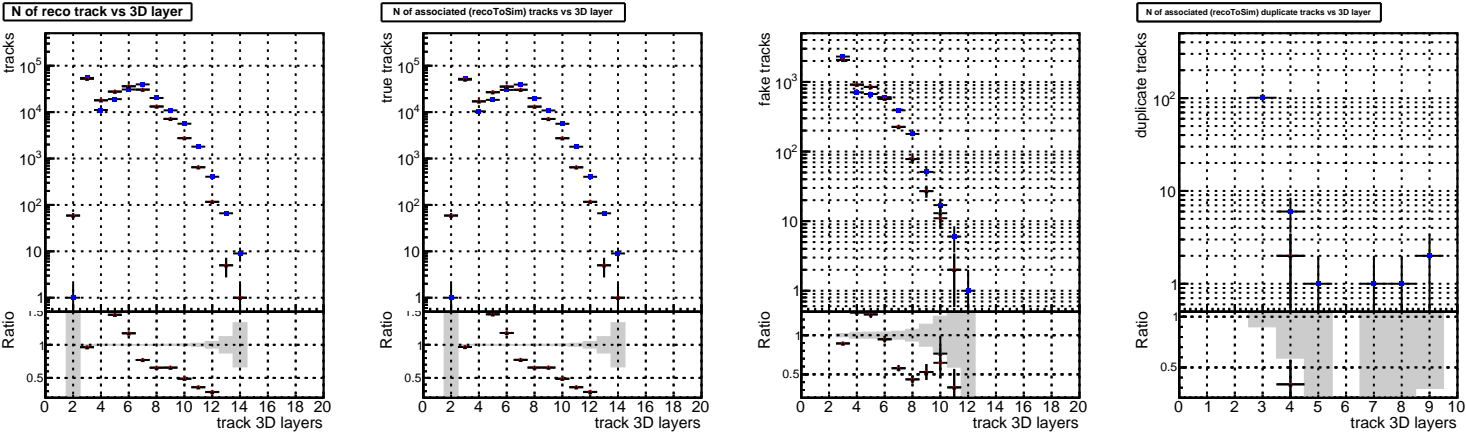 N of reco track vs 3D layer
tracks
10^5
10^4
10^3
10^2
10
1
1.5
1
0.5
Ratio
0 2 4 6 8 10 12 14 16 18 20
track 3D layers
N of associated (recoToSim) tracks vs 3D layer
true tracks
10^5
10^4
10^3
10^2
10
1
1.5
1
0.5
Ratio
0 2 4 6 8 10 12 14 16 18 20
track 3D layers
fake tracks
10^3
10^2
10
1
1
0.5
Ratio
0 2 4 6 8 10 12 14 16 18 20
track 3D layers
N of associated (recoToSim) duplicate tracks vs 3D layer
duplicate tracks
10^2
10
1
1
0.5
Ratio
0 1 2 3 4 5 6 7 8 9 10
track 3D layers